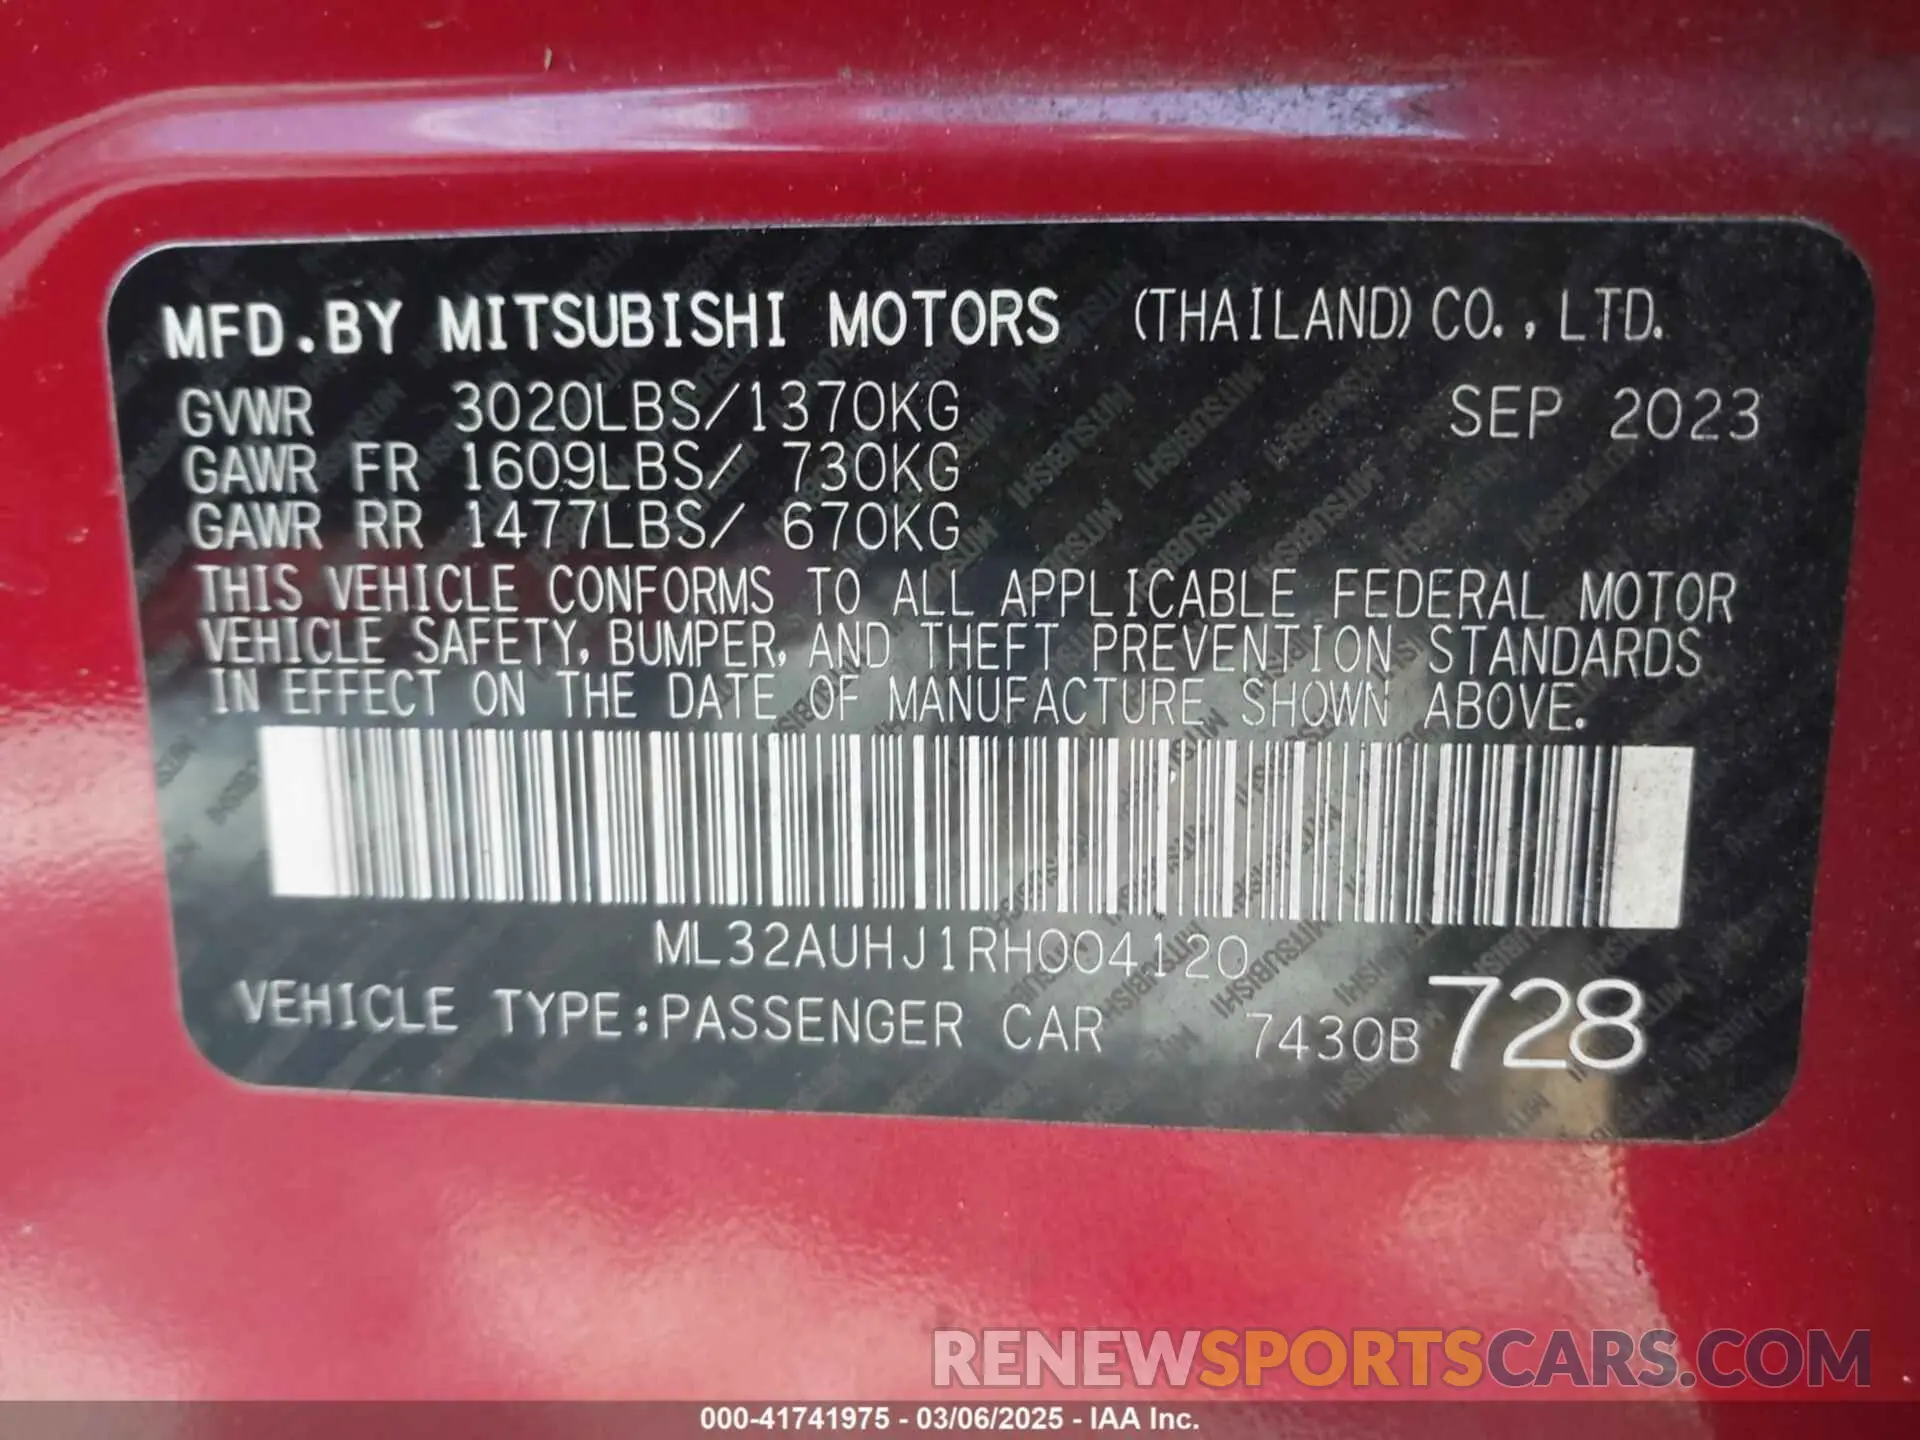 MFD.BY MITSUBISHI MOTORS (THAILAND) CO., LTD.
GVWR 3020LBS/1370KG SEP 2023
GAWR FR 1609LBS/ 730KG
GAWR RR 1477LBS/ 670KG
THIS VEHICLE CONFORMS TO ALL APPLICABLE FEDERAL MOTOR
VEHICLE SAFETY, BUMPER, AND THEFT PREVENTION STANDARDS
IN EFFECT ON THE DATE OF MANUFACTURE SHOWN ABOVE.
ML32AUHJ1RH004120
VEHICLE TYPE:PASSENGER CAR 7430B728
RENEWSPORTSCARS.COM
000-41741975 - 03/06/2025 - IAA Inc.